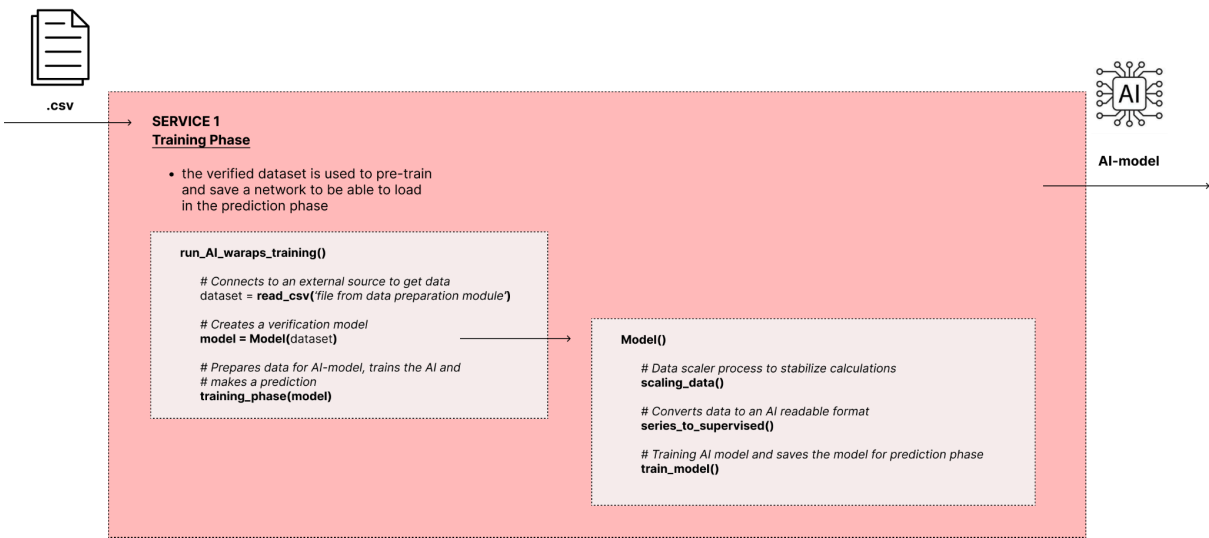 .csv
SERVICE 1
Training Phase
• the verified dataset is used to pre-train
and save a network to be able to load
in the prediction phase
run_AI_waraps_training()
# Connects to an external source to get data
dataset = read_csv('file from data preparation module')
# Creates a verification model
model = Model(dataset)
# Prepares data for AI-model, trains the AI and
# makes a prediction
training_phase(model)
Model()
# Data scaler process to stabilize calculations
scaling_data()
# Converts data to an AI readable format
series_to_supervised()
# Training AI model and saves the model for prediction phase
train_model()
AI
AI-model